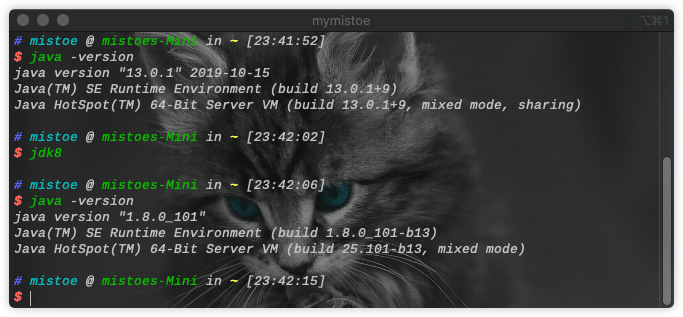 mymistoe
⌥⌘1
# mistoe @ mistoes-Mini in ~ [23:41:52]
$ java -version
java version "13.0.1" 2019-10-15
Java(TM) SE Runtime Environment (build 13.0.1+9)
Java HotSpot(TM) 64-Bit Server VM (build 13.0.1+9, mixed mode, sharing)
# mistoe @ mistoes-Mini in ~ [23:42:02]
$ jdk8
# mistoe @ mistoes-Mini in ~ [23:42:06]
$ java -version
java version "1.8.0_101"
Java(TM) SE Runtime Environment (build 1.8.0_101-b13)
Java HotSpot(TM) 64-Bit Server VM (build 25.101-b13, mixed mode)
# mistoe @ mistoes-Mini in ~ [23:42:15]
$